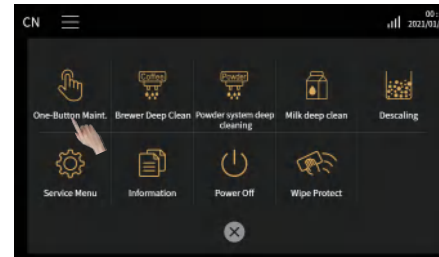 CN
00:
2021/01/
Coffee
Powder
One-Button Maint.
Brewer Deep Clean
Powder system deep
cleaning
Milk deep clean
Descaling
Service Menu
Information
Power Off
Wipe Protect